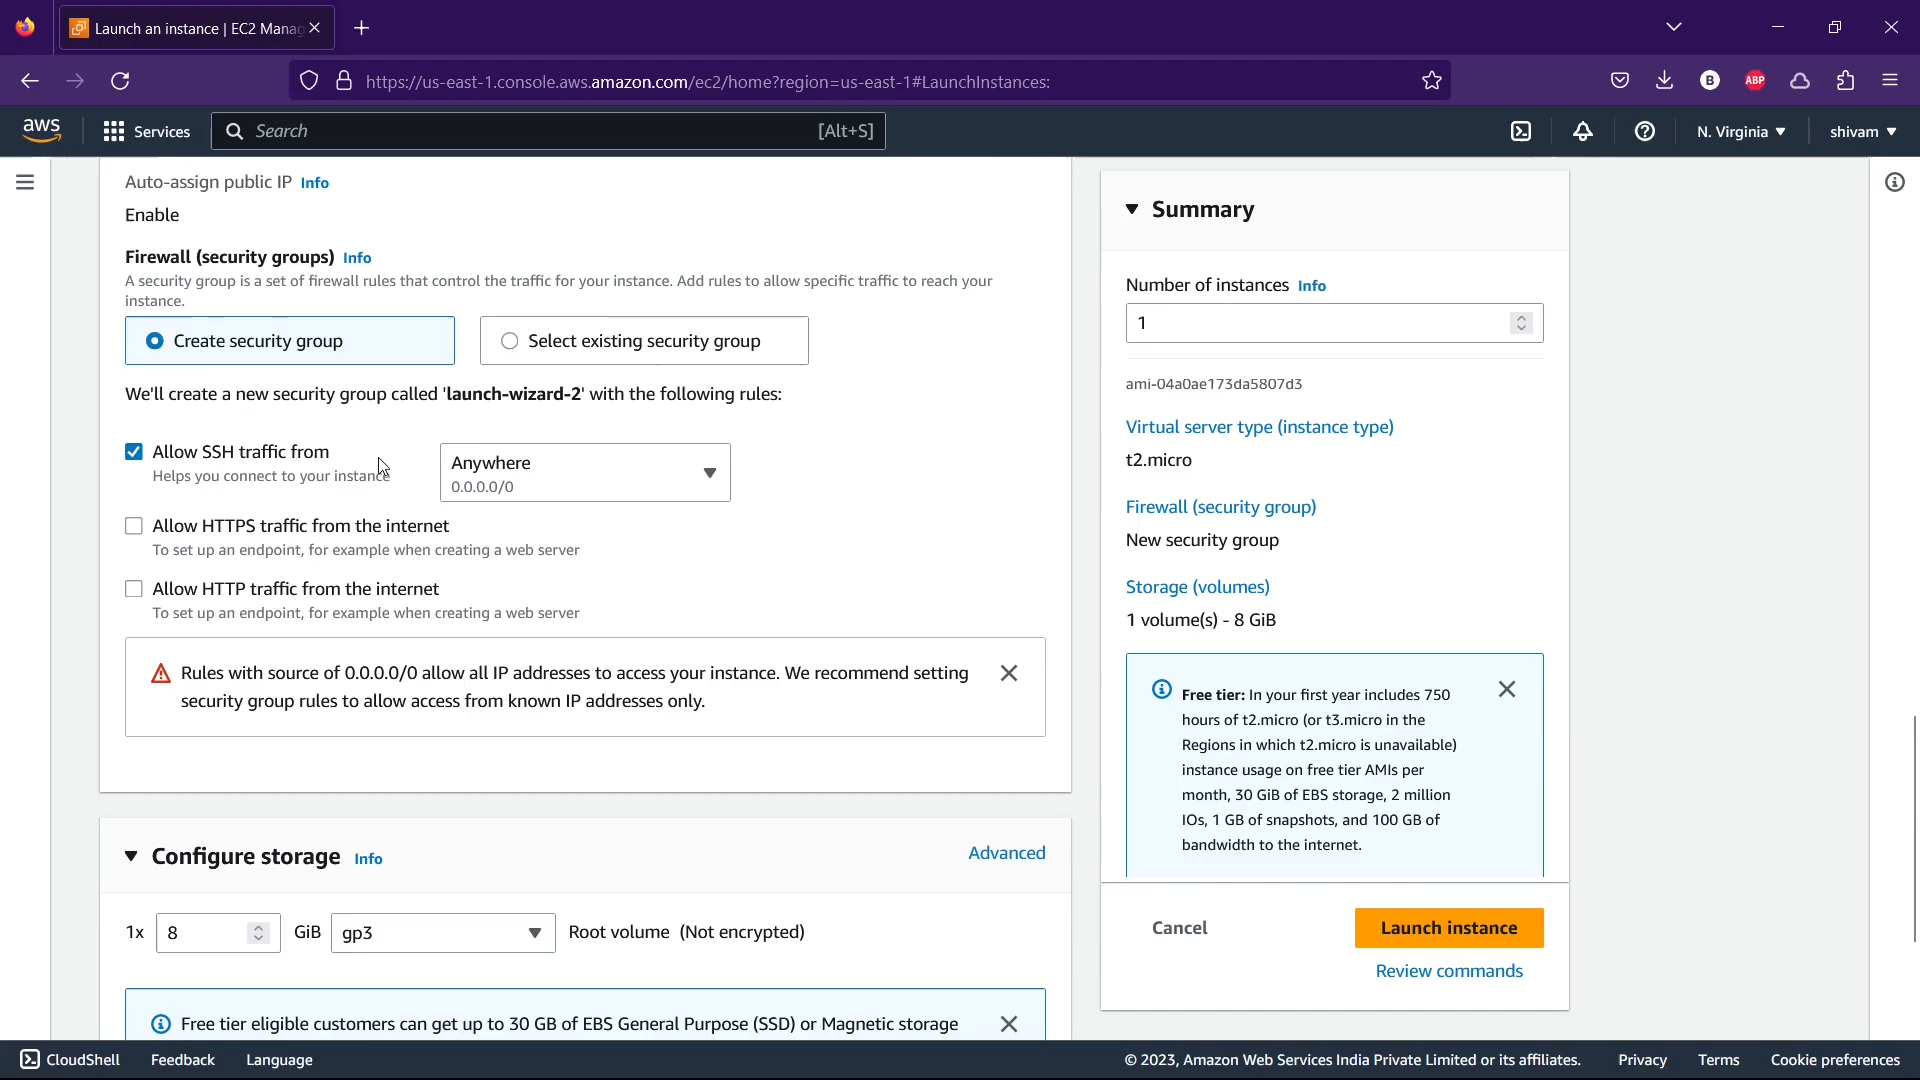 Launch an instance | EC2 Manag
https://us-east-1.console.aws.amazon.com/ec2/home?region=us-east-1#LaunchInstances:
B
ABP
aws
Services
Search
[Alt+S]
N. Virginia
shivam
Auto-assign public IP Info
Enable
Firewall (security groups) Info
A security group is a set of firewall rules that control the traffic for your instance. Add rules to allow specific traffic to reach your
instance.
Create security group
Select existing security group
We'll create a new security group called 'launch-wizard-2' with the following rules:
Allow SSH traffic from
Helps you connect to your instance
Anywhere
0.0.0.0/0
Allow HTTPS traffic from the internet
To set up an endpoint, for example when creating a web server
Allow HTTP traffic from the internet
To set up an endpoint, for example when creating a web server
Rules with source of 0.0.0.0/0 allow all IP addresses to access your instance. We recommend setting
security group rules to allow access from known IP addresses only.
Configure storage Info
Advanced
1x 8 GiB gp3 Root volume (Not encrypted)
Free tier eligible customers can get up to 30 GB of EBS General Purpose (SSD) or Magnetic storage
Summary
Number of instances Info
1
ami-04a0ae173da5807d3
Virtual server type (instance type)
t2.micro
Firewall (security group)
New security group
Storage (volumes)
1 volume(s) - 8 GiB
Free tier: In your first year includes 750
hours of t2.micro (or t3.micro in the
Regions in which t2.micro is unavailable)
instance usage on free tier AMIs per
month, 30 GiB of EBS storage, 2 million
IOs, 1 GB of snapshots, and 100 GB of
bandwidth to the internet.
Cancel
Launch instance
Review commands
CloudShell
Feedback
Language
© 2023, Amazon Web Services India Private Limited or its affiliates.
Privacy
Terms
Cookie preferences